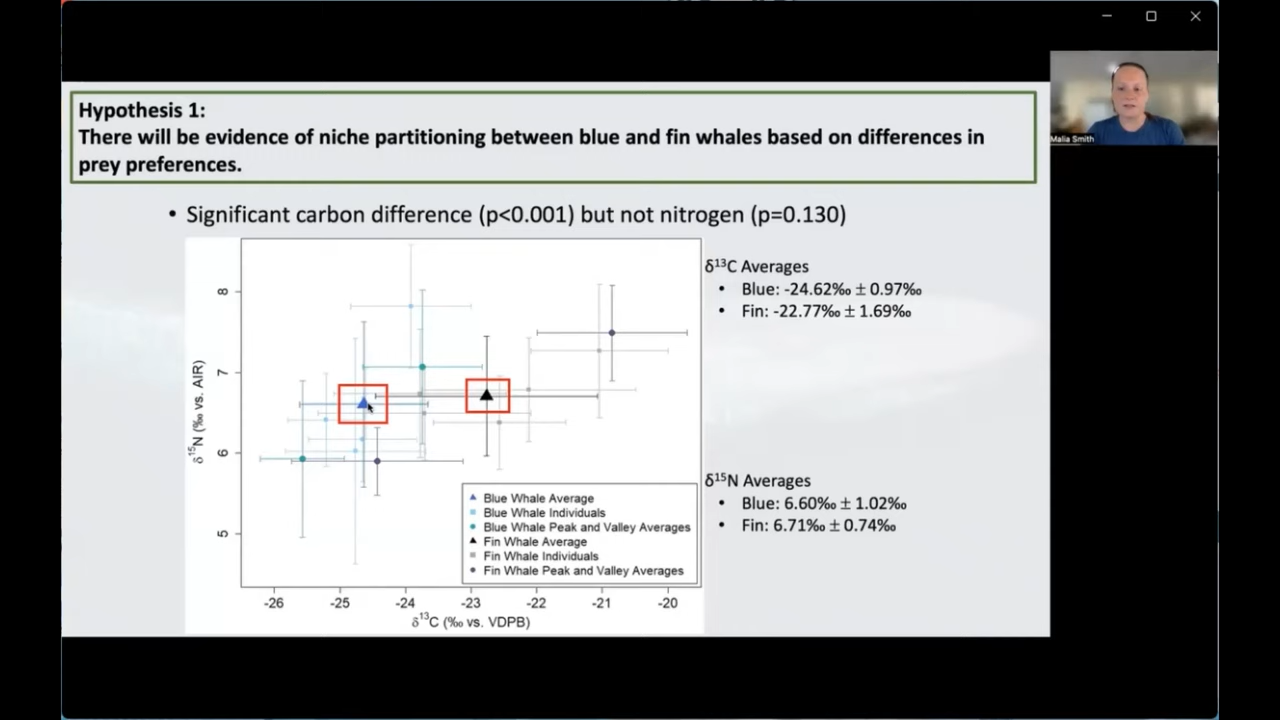 Hypothesis 1:
There will be evidence of niche partitioning between blue and fin whales based on differences in
prey preferences.
Malia Smith
• Significant carbon difference (p<0.001) but not nitrogen (p=0.130)
δ¹³C Averages
• Blue: -24.62‰ ± 0.97‰
• Fin: -22.77‰ ± 1.69‰
8
7
6
5
δ¹⁵N (‰ vs. AIR)
δ¹⁵N Averages
• Blue: 6.60‰ ± 1.02‰
• Fin: 6.71‰ ± 0.74‰
Blue Whale Average
Blue Whale Individuals
Blue Whale Peak and Valley Averages
Fin Whale Average
Fin Whale Individuals
Fin Whale Peak and Valley Averages
-26 -25 -24 -23 -22 -21 -20
δ¹³C (‰ vs. VDPB)